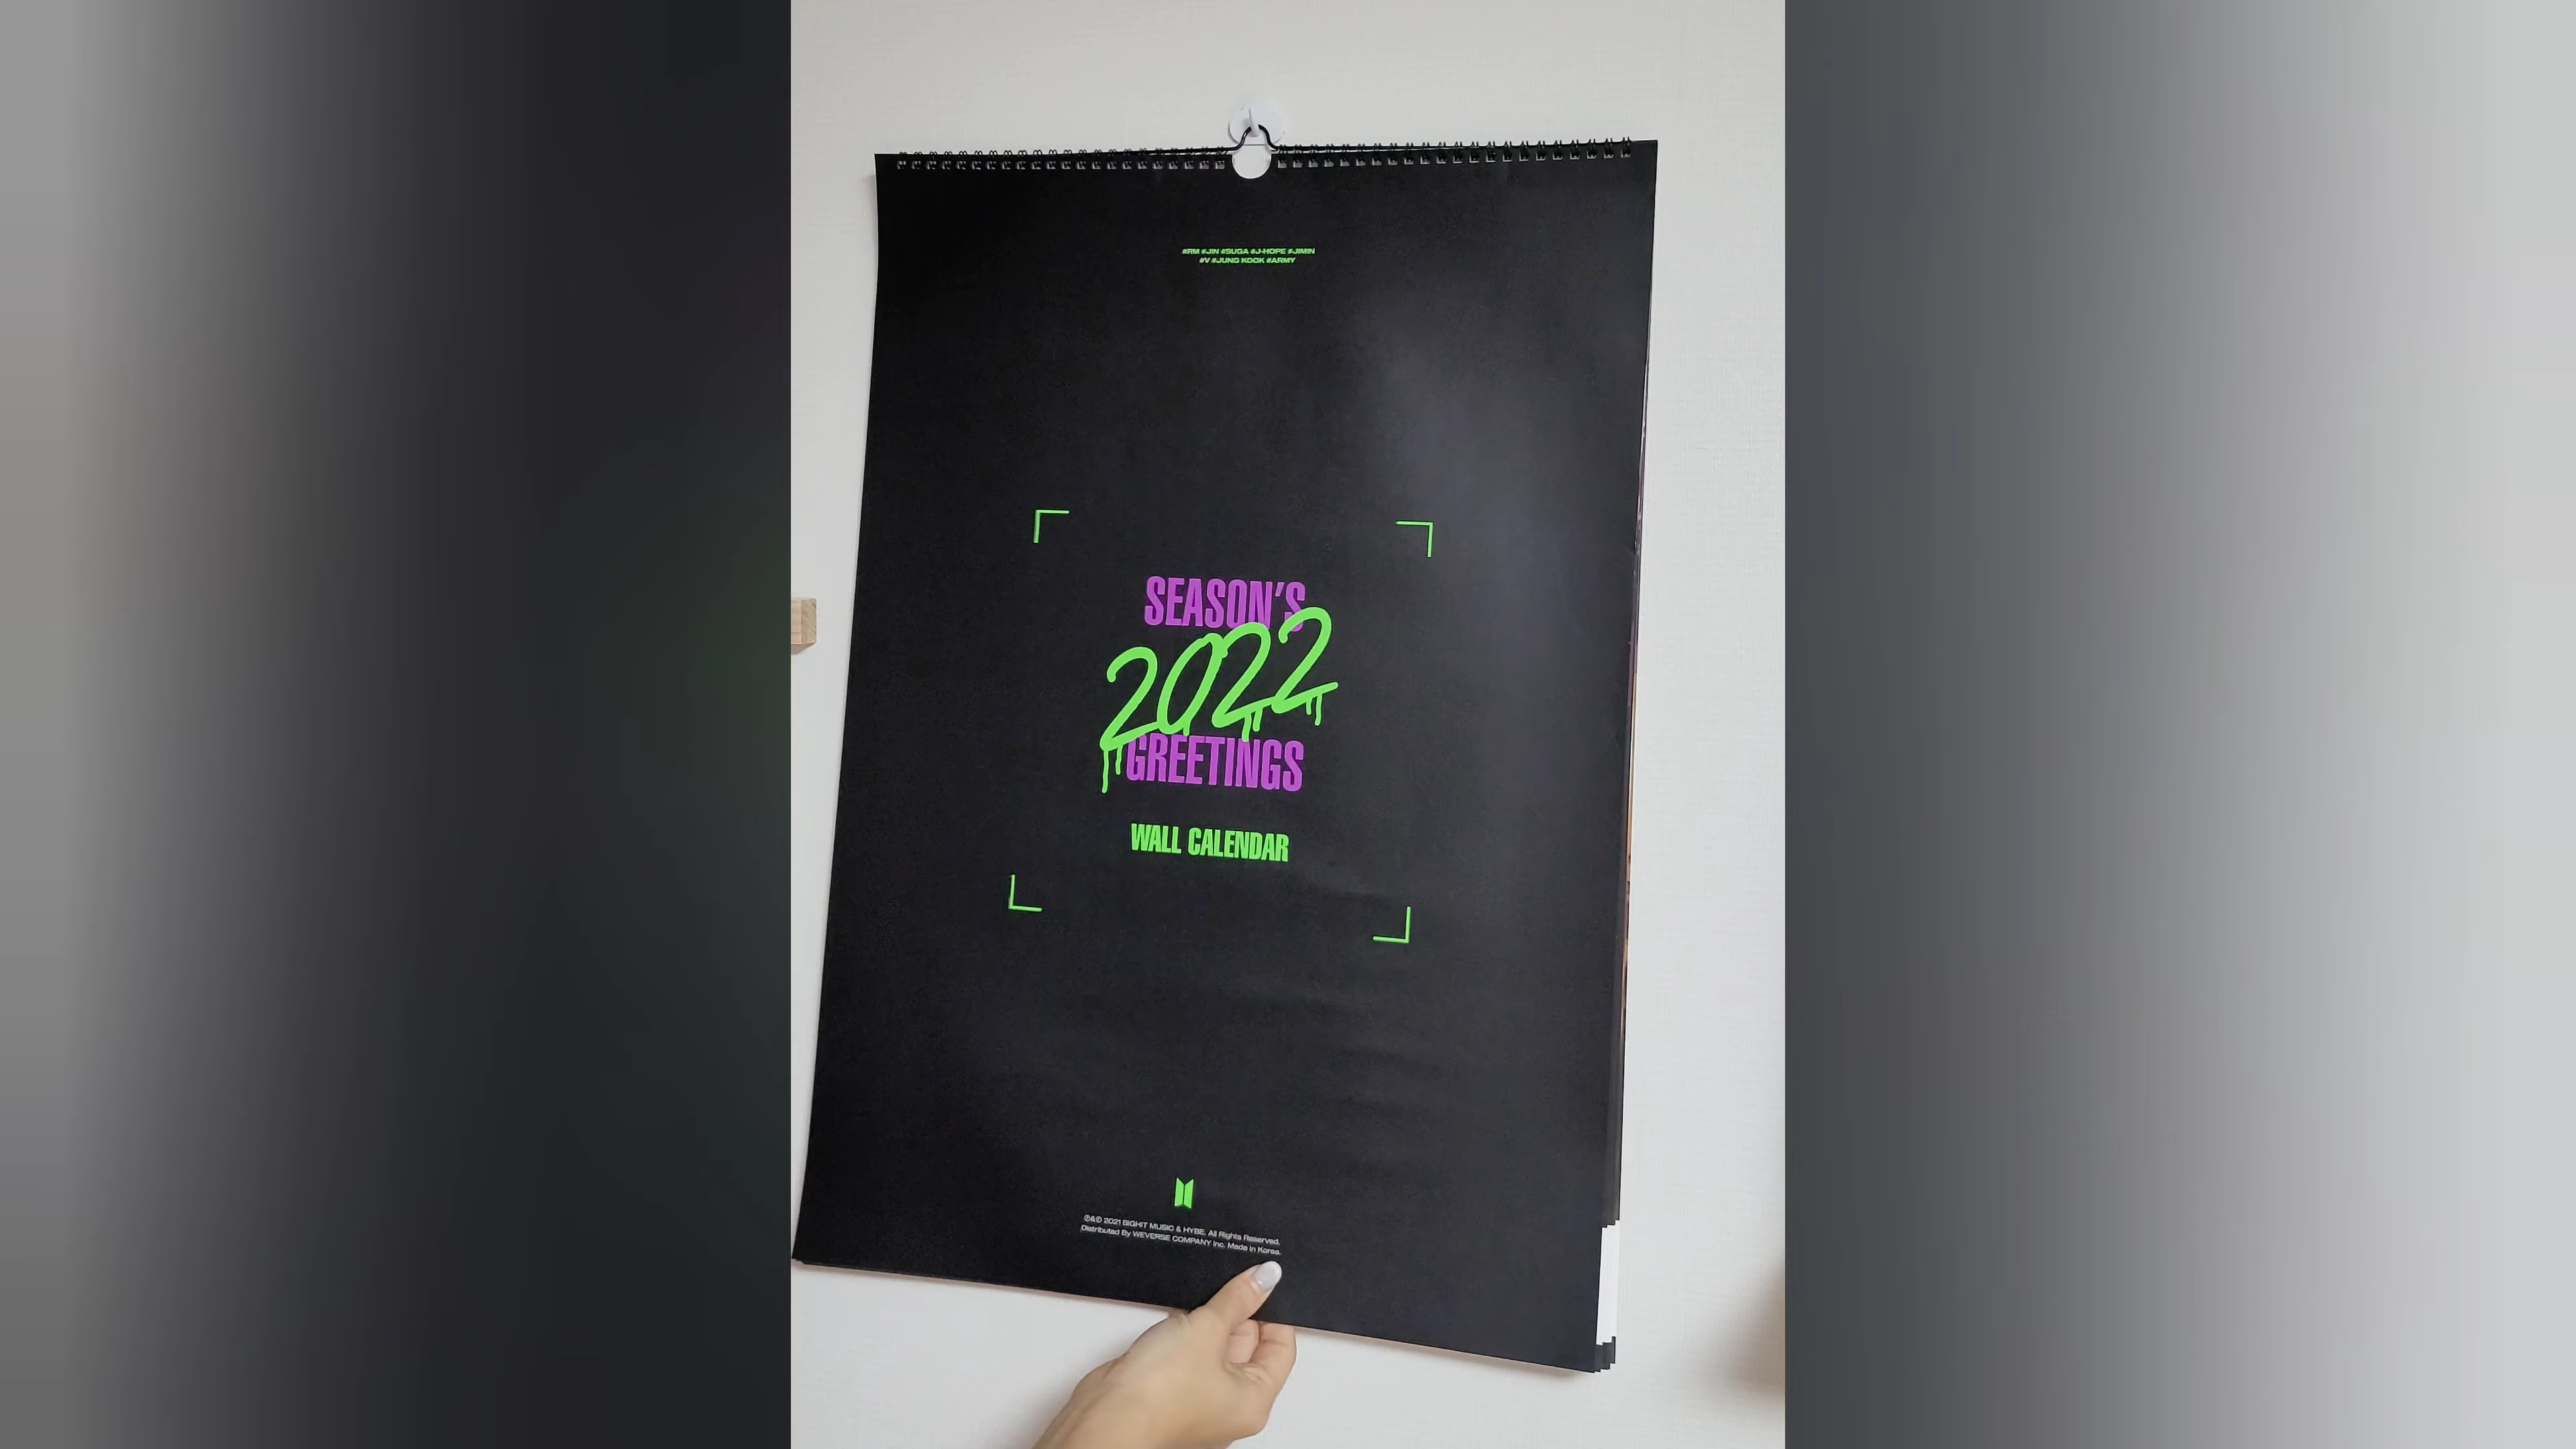 #RM #JIN #SUGA #J-HOPE #JIMIN
#V #JUNG KOOK #ARMY
SEASON'S
2022
GREETINGS
WALL CALENDAR
℗&© 2021 BIGHIT MUSIC & HYBE. All Rights Reserved.
Distributed By WEVERSE COMPANY Inc. Made in Korea.